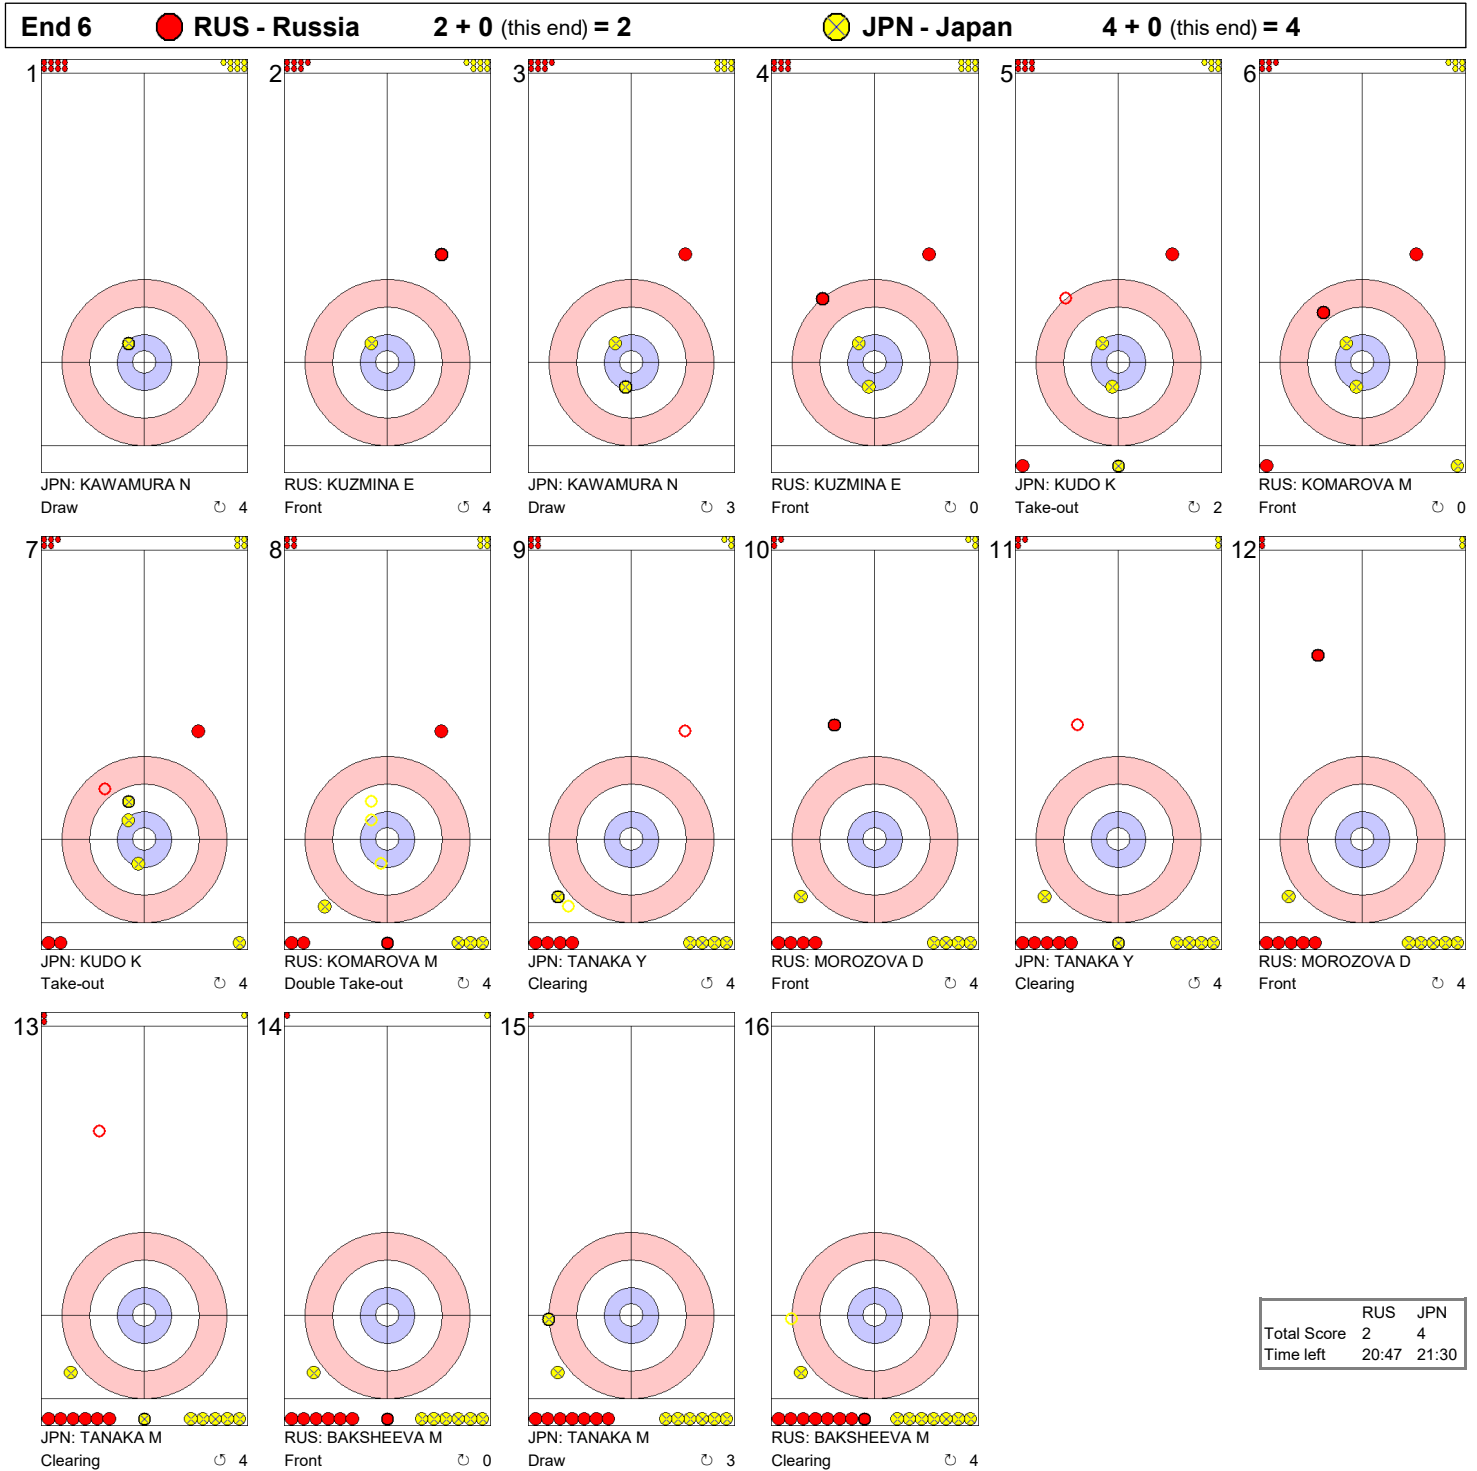 End 6 RUS - Russia 2 + 0 (this end) = 2 JPN - Japan 4 + 0 (this end) = 4
1 2 3 4 5 6
JPN: KAWAMURA N RUS: KUZMINA E JPN: KAWAMURA N RUS: KUZMINA E JPN: KUDO K RUS: KOMAROVA M
Draw ↻ 4 Front ↺ 4 Draw ↻ 3 Front ↻ 0 Take-out ↻ 2 Front ↻ 0
7 8 9 10 11 12
JPN: KUDO K RUS: KOMAROVA M JPN: TANAKA Y RUS: MOROZOVA D JPN: TANAKA Y RUS: MOROZOVA D
Take-out ↻ 4 Double Take-out ↻ 4 Clearing ↺ 4 Front ↻ 4 Clearing ↺ 4 Front ↻ 4
13 14 15 16
JPN: TANAKA M RUS: BAKSHEEVA M JPN: TANAKA M RUS: BAKSHEEVA M
Clearing ↺ 4 Front ↻ 0 Draw ↻ 3 Clearing ↻ 4
RUS JPN
Total Score 2 4
Time left 20:47 21:30